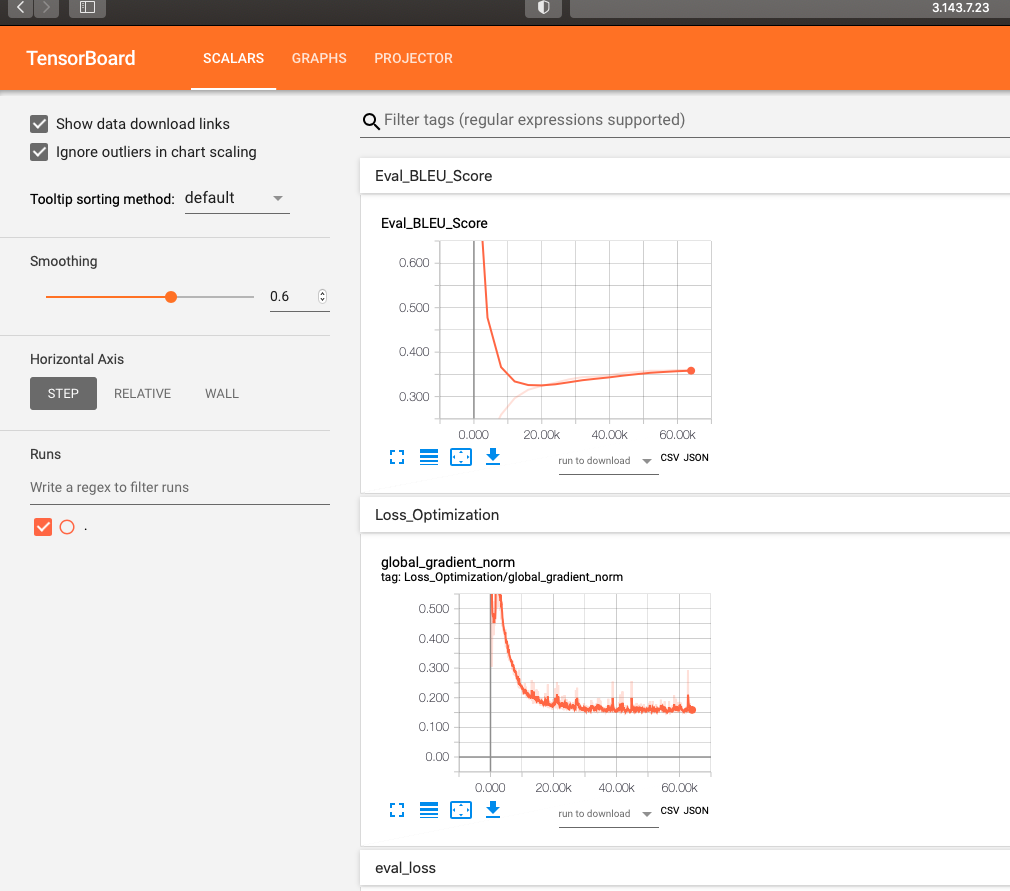 3.143.7.23
TensorBoard SCALARS GRAPHS PROJECTOR
Show data download links
Ignore outliers in chart scaling
Tooltip sorting method: default
Smoothing
0.6
Horizontal Axis
STEP RELATIVE WALL
Runs
Write a regex to filter runs
.
Filter tags (regular expressions supported)
Eval_BLEU_Score
Eval_BLEU_Score
0.600
0.500
0.400
0.300
0.000 20.00k 40.00k 60.00k
run to download CSV JSON
Loss_Optimization
global_gradient_norm
tag: Loss_Optimization/global_gradient_norm
0.500
0.400
0.300
0.200
0.100
0.00
0.000 20.00k 40.00k 60.00k
run to download CSV JSON
eval_loss